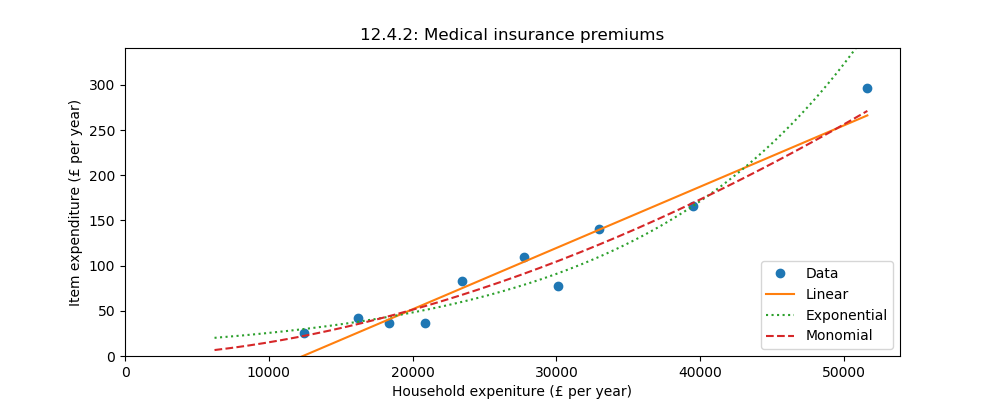 12.4.2: Medical insurance premiums
Item expenditure (£ per year)
300
250
200
150
100
50
0
0 10000 20000 30000 40000 50000
Household expeniture (£ per year)
Data
Linear
Exponential
Monomial